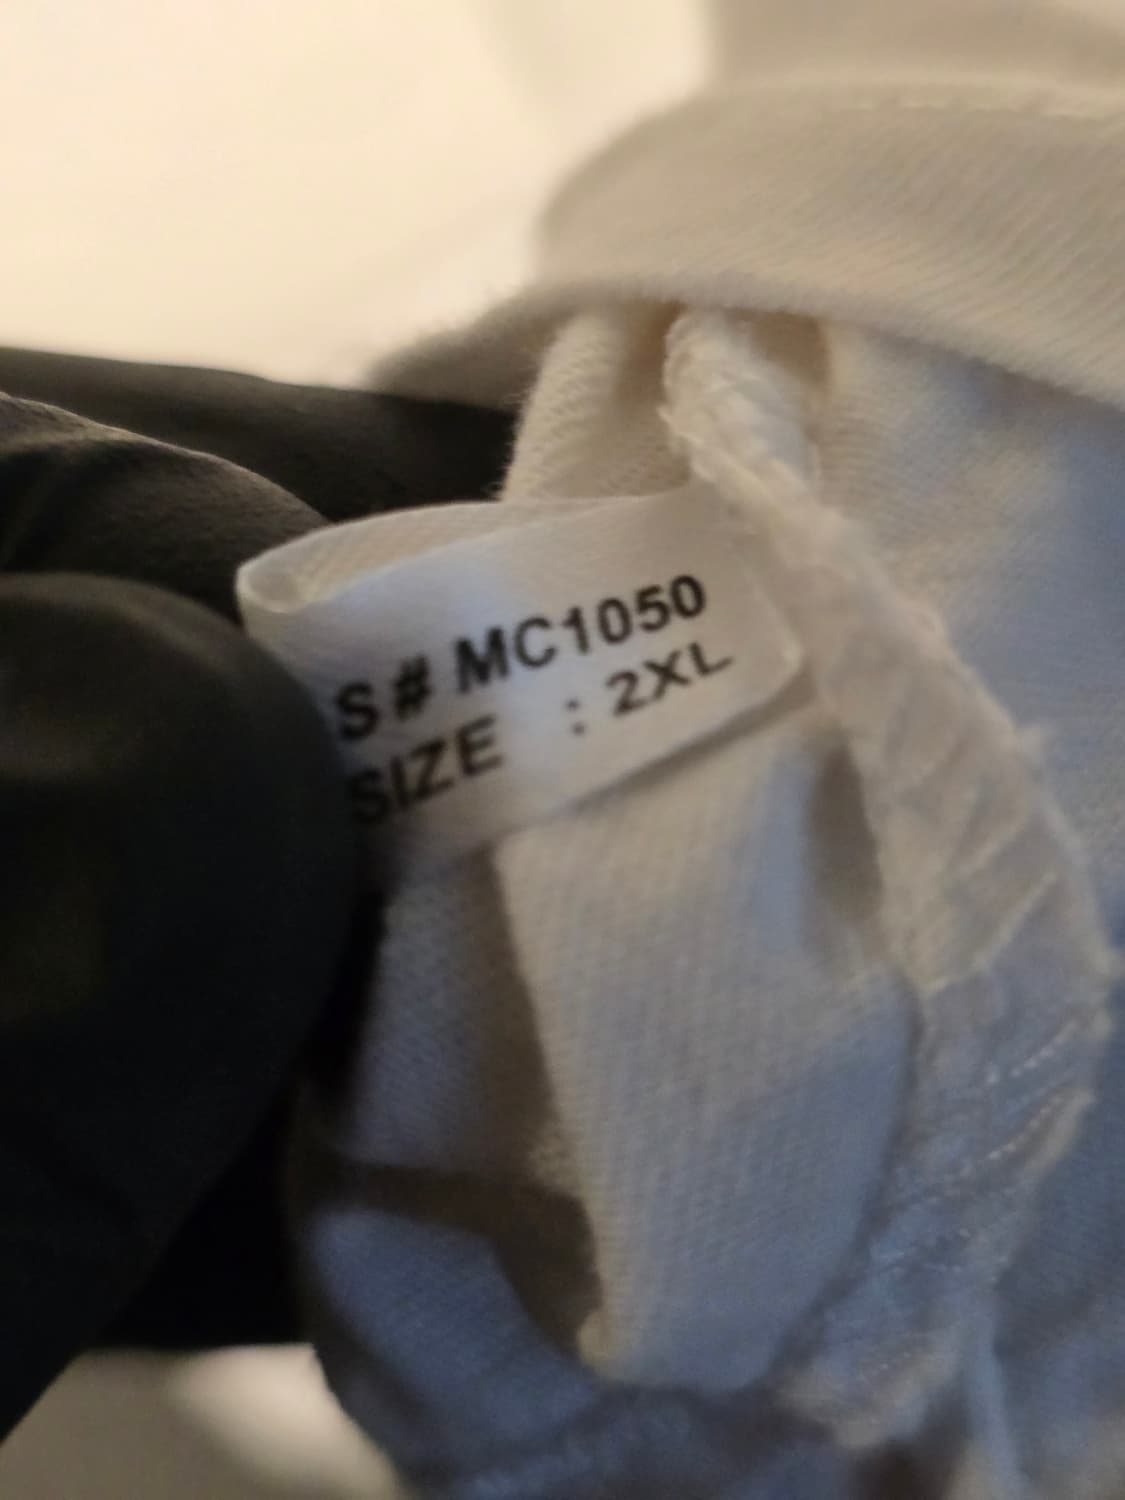 S# MC1050
SIZE : 2XL